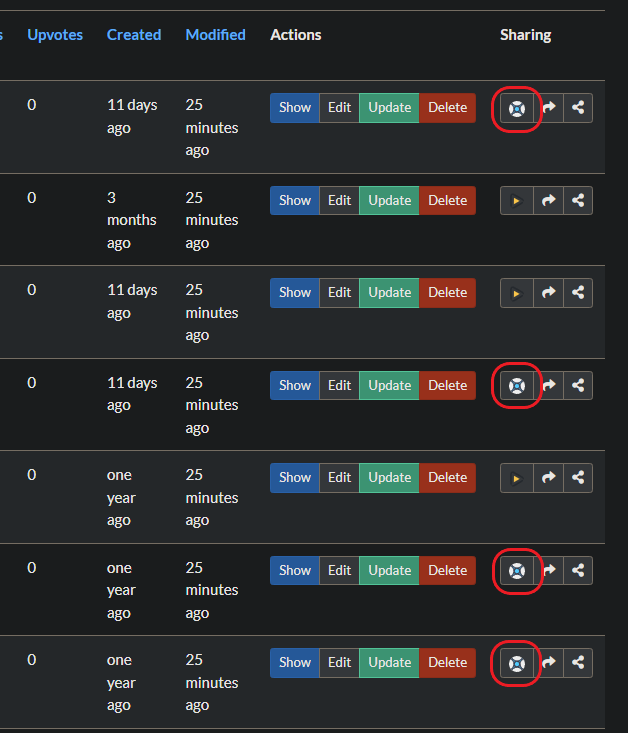 s Upvotes Created Modified Actions Sharing
0 11 days 25 Show Edit Update Delete
ago minutes
ago
0 3 25 Show Edit Update Delete
months minutes
ago ago
0 11 days 25 Show Edit Update Delete
ago minutes
ago
0 11 days 25 Show Edit Update Delete
ago minutes
ago
0 one 25 Show Edit Update Delete
year minutes
ago ago
0 one 25 Show Edit Update Delete
year minutes
ago ago
0 one 25 Show Edit Update Delete
year minutes
ago ago